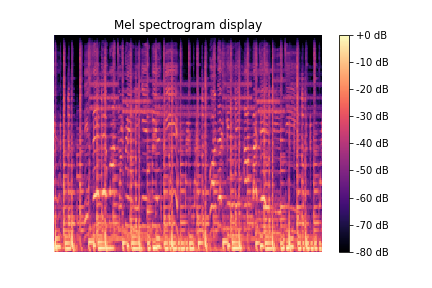 Mel spectrogram display
+0 dB
-10 dB
-20 dB
-30 dB
-40 dB
-50 dB
-60 dB
-70 dB
-80 dB